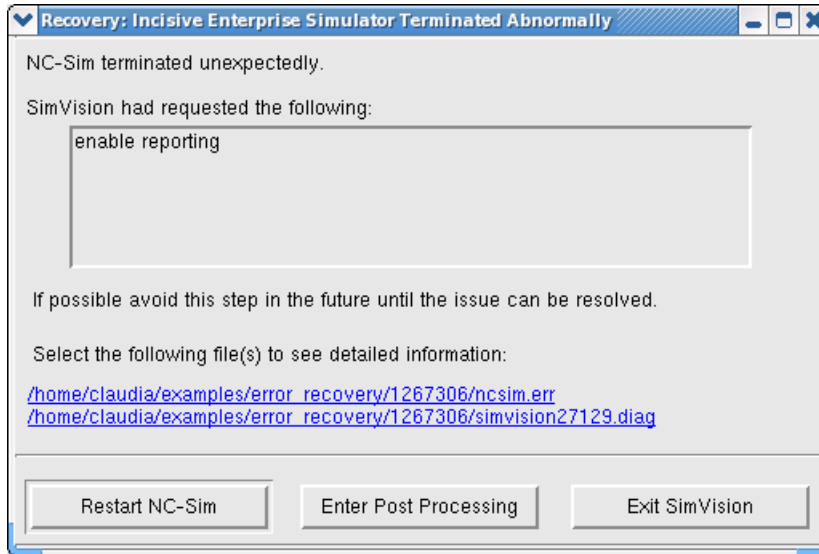 Recovery: Incisive Enterprise Simulator Terminated Abnormally
NC-Sim terminated unexpectedly.
SimVision had requested the following:
enable reporting
If possible avoid this step in the future until the issue can be resolved.
Select the following file(s) to see detailed information:
/home/claudia/examples/error_recovery/1267306/ncsim.err
/home/claudia/examples/error_recovery/1267306/simvision27129.diag
Restart NC-Sim
Enter Post Processing
Exit SimVision